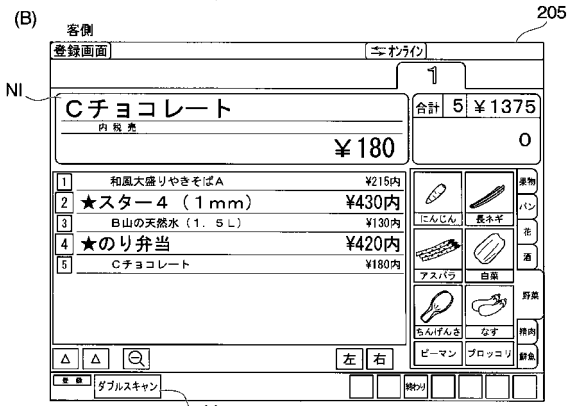 (B)
客側
205
登録画面
オンライン
1
NI
Cチョコレート
内税売
¥180
合計 5 ¥1375
0
1 和風大盛りやきそばA ¥215内
2 ★スター4（1mm） ¥430内
3 B山の天然水（1．5L） ¥130内
4 ★のり弁当 ¥420内
5 Cチョコレート ¥180内
にんじん
長ネギ
アスパラ
白菜
ちんげんさ
なす
ピーマン
ブロッコリ
果物
パン
花
酒
野菜
精肉
鮮魚
左
右
登録
ダブルスキャン
終わり